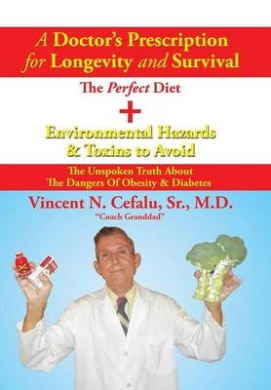 A Doctor's Prescription
for Longevity and Survival
The Perfect Diet
+
Environmental Hazards
& Toxins to Avoid
The Unspoken Truth About
The Dangers Of Obesity & Diabetes
Vincent N. Cefalu, Sr., M.D.
"Coach Granddad"